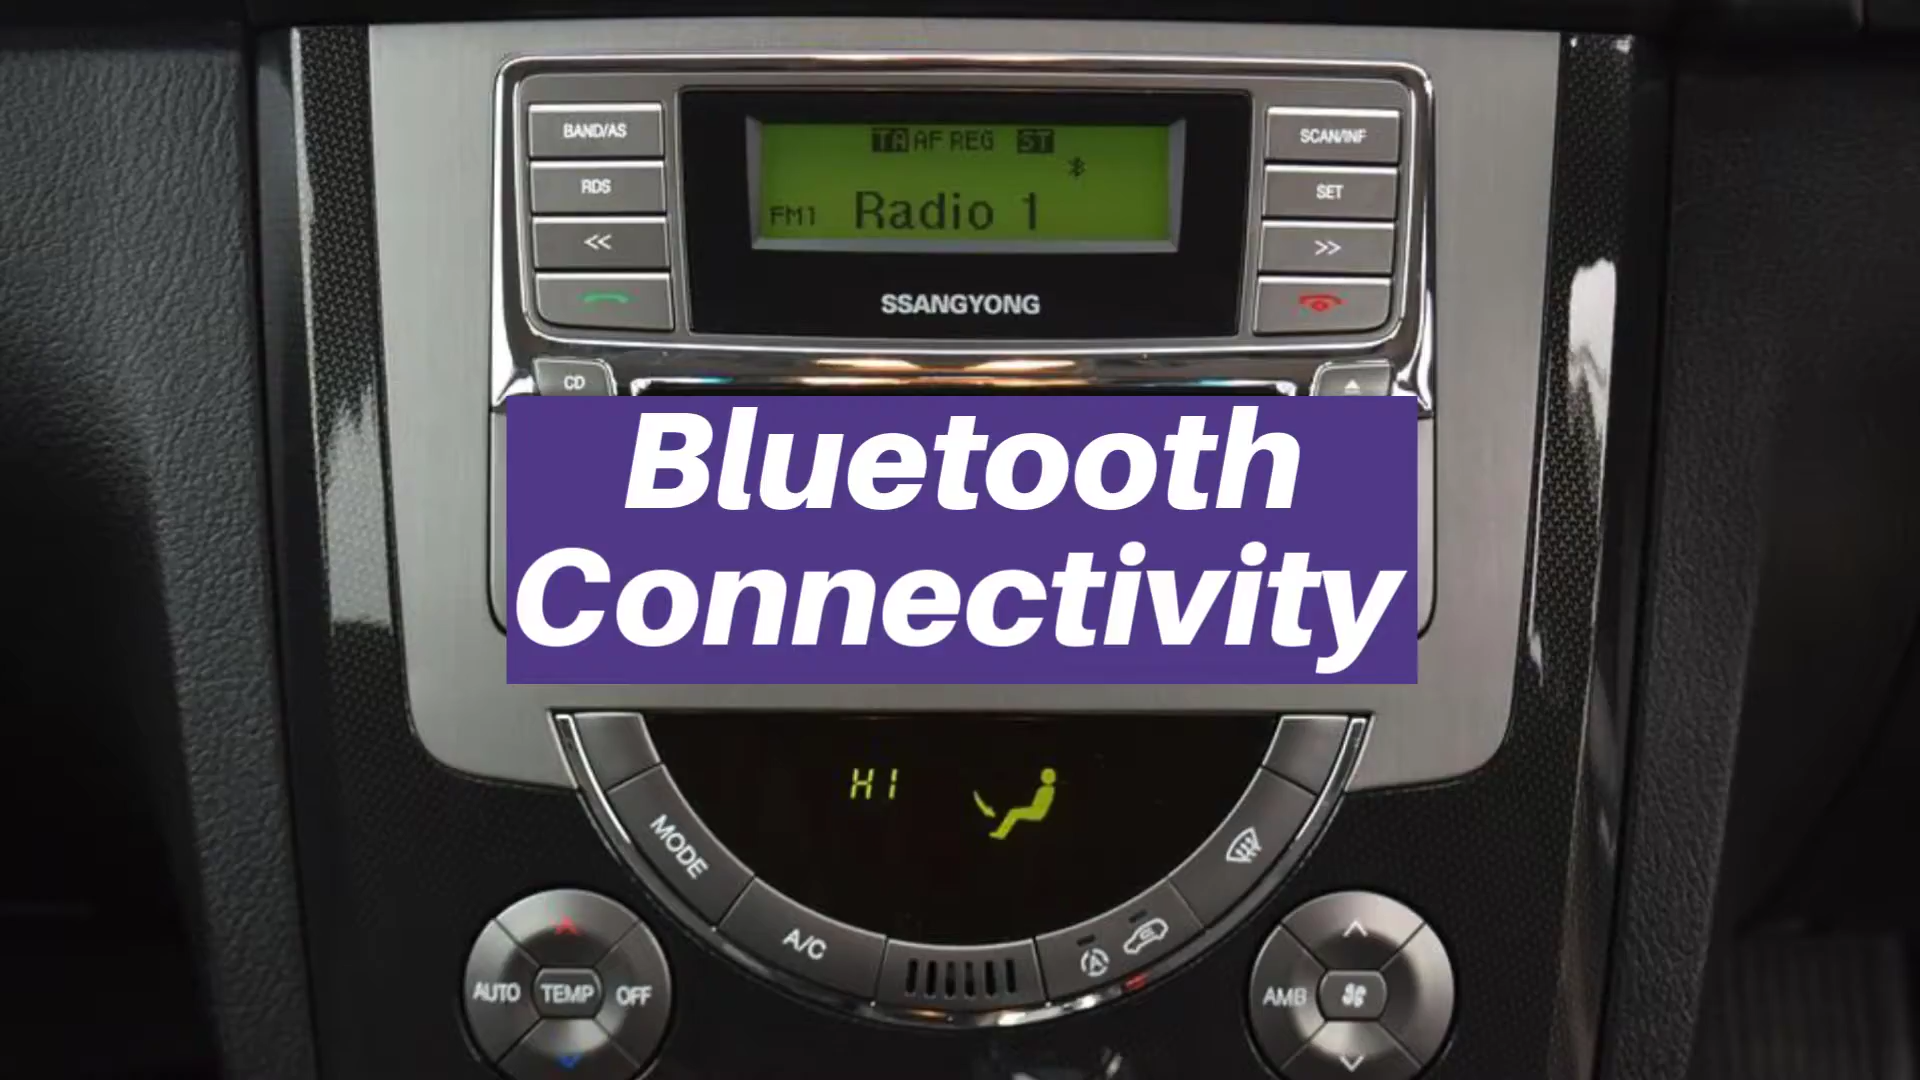 BAND/AS
SCAN/INF
TA AF REG ST
RDS
SET
FM1 Radio 1
<<
>>
SSANGYONG
CD
Bluetooth
Connectivity
HI
MODE
A/C
AUTO TEMP OFF
AMB